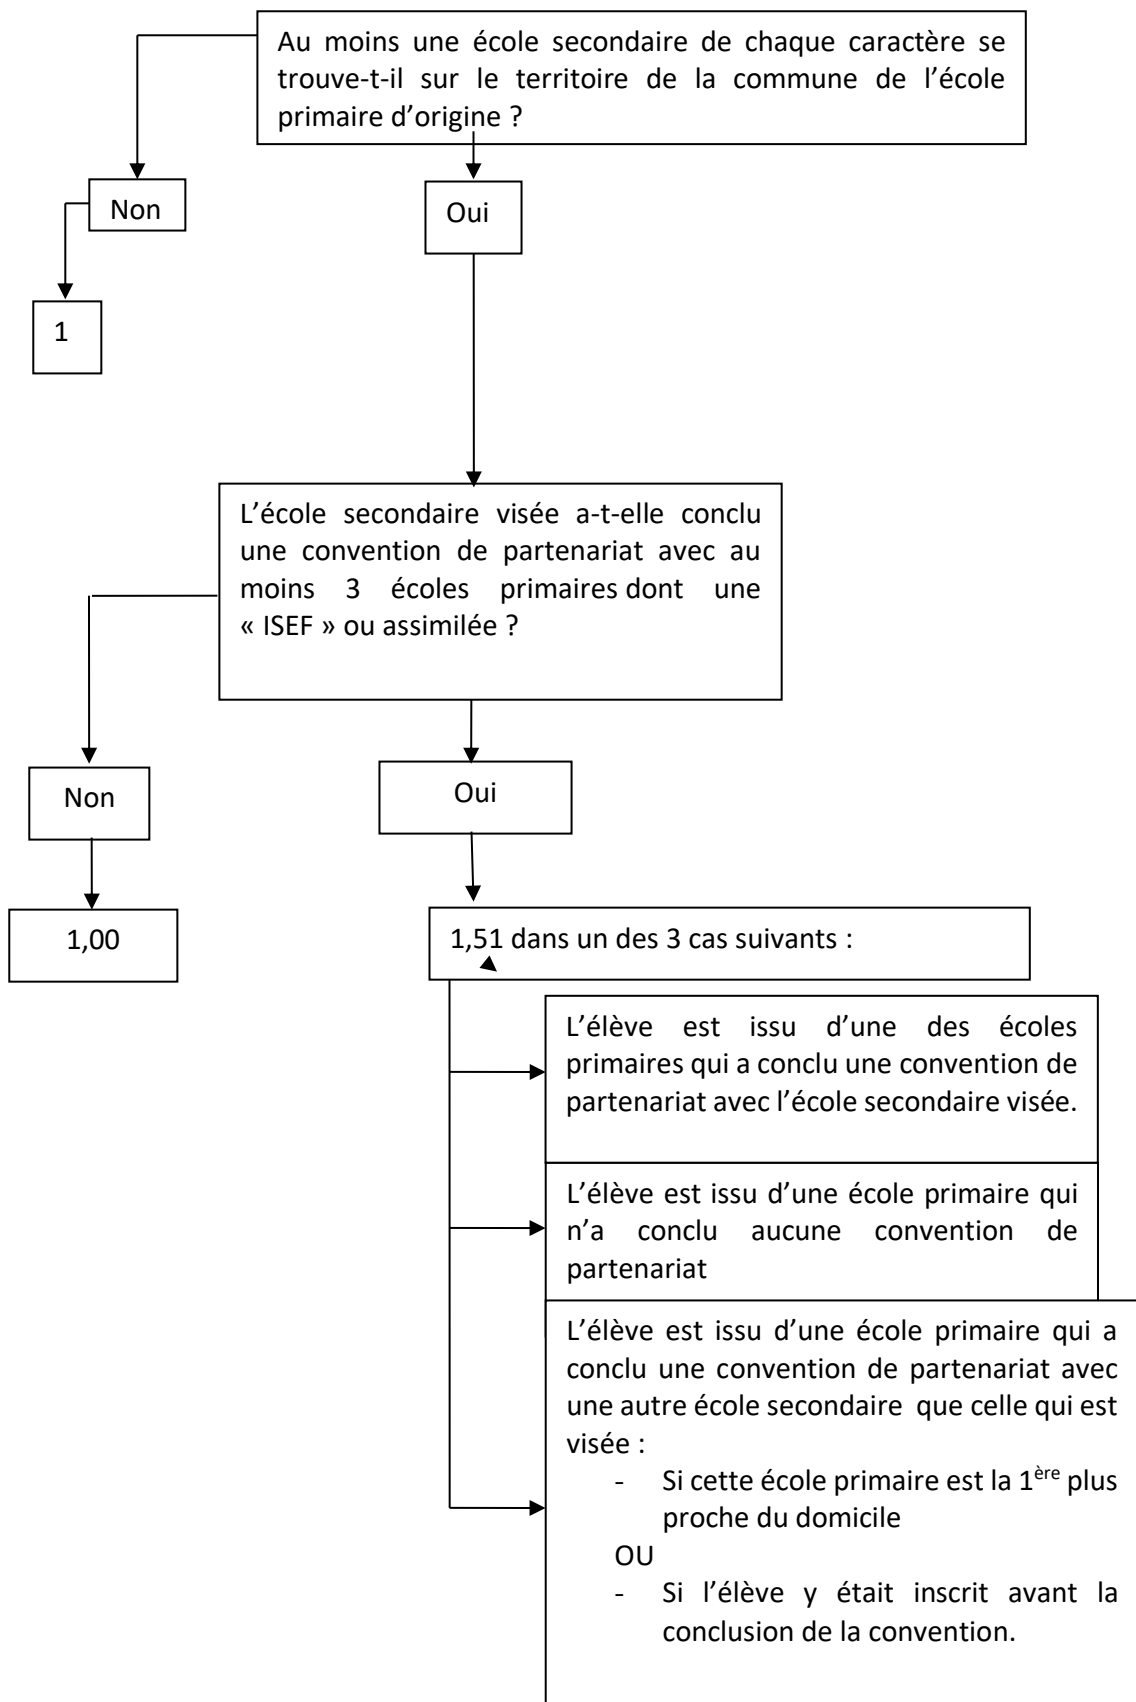 Au moins une école secondaire de chaque caractère se
trouve-t-il sur le territoire de la commune de l'école
primaire d'origine ?
Non
Oui
1
L'école secondaire visée a-t-elle conclu
une convention de partenariat avec au
moins 3 écoles primaires dont une
« ISEF » ou assimilée ?
Non
Oui
1,00
1,51 dans un des 3 cas suivants :
L'élève est issu d'une des écoles
primaires qui a conclu une convention de
partenariat avec l'école secondaire visée.
L'élève est issu d'une école primaire qui
n'a conclu aucune convention de
partenariat
L'élève est issu d'une école primaire qui a
conclu une convention de partenariat avec
une autre école secondaire que celle qui est
visée :
- Si cette école primaire est la 1ère plus
proche du domicile
OU
- Si l'élève y était inscrit avant la
conclusion de la convention.